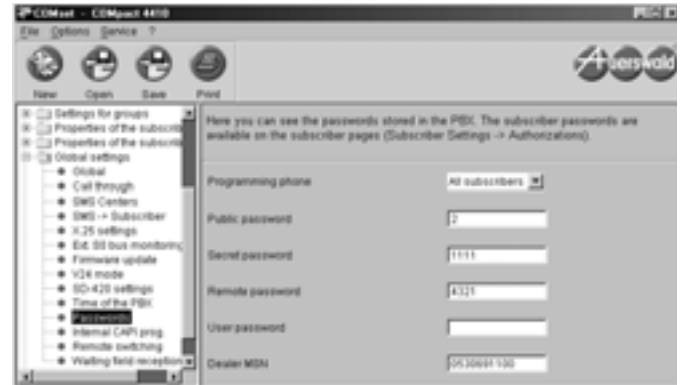 COMset - COMpact 4410
File Options Service ?
New Open Save Print
Auerswald
Settings for groups
Properties of the subscrib
Properties of the subscrib
Global settings
Global
Call through
SMS Centers
SMS -> Subscriber
X.25 settings
Ext. S0 bus monitoring
Firmware update
V24 mode
SD-420 settings
Time of the PBX
Passwords
Internal CAPI prog.
Remote switching
Waiting field reception
Here you can see the passwords stored in the PBX. The subscriber passwords are
available on the subscriber pages (Subscriber Settings -> Authorizations).
Programming phone All subscribers
Public password 2
Secret password 1111
Remote password 4321
User password
Dealer MSN